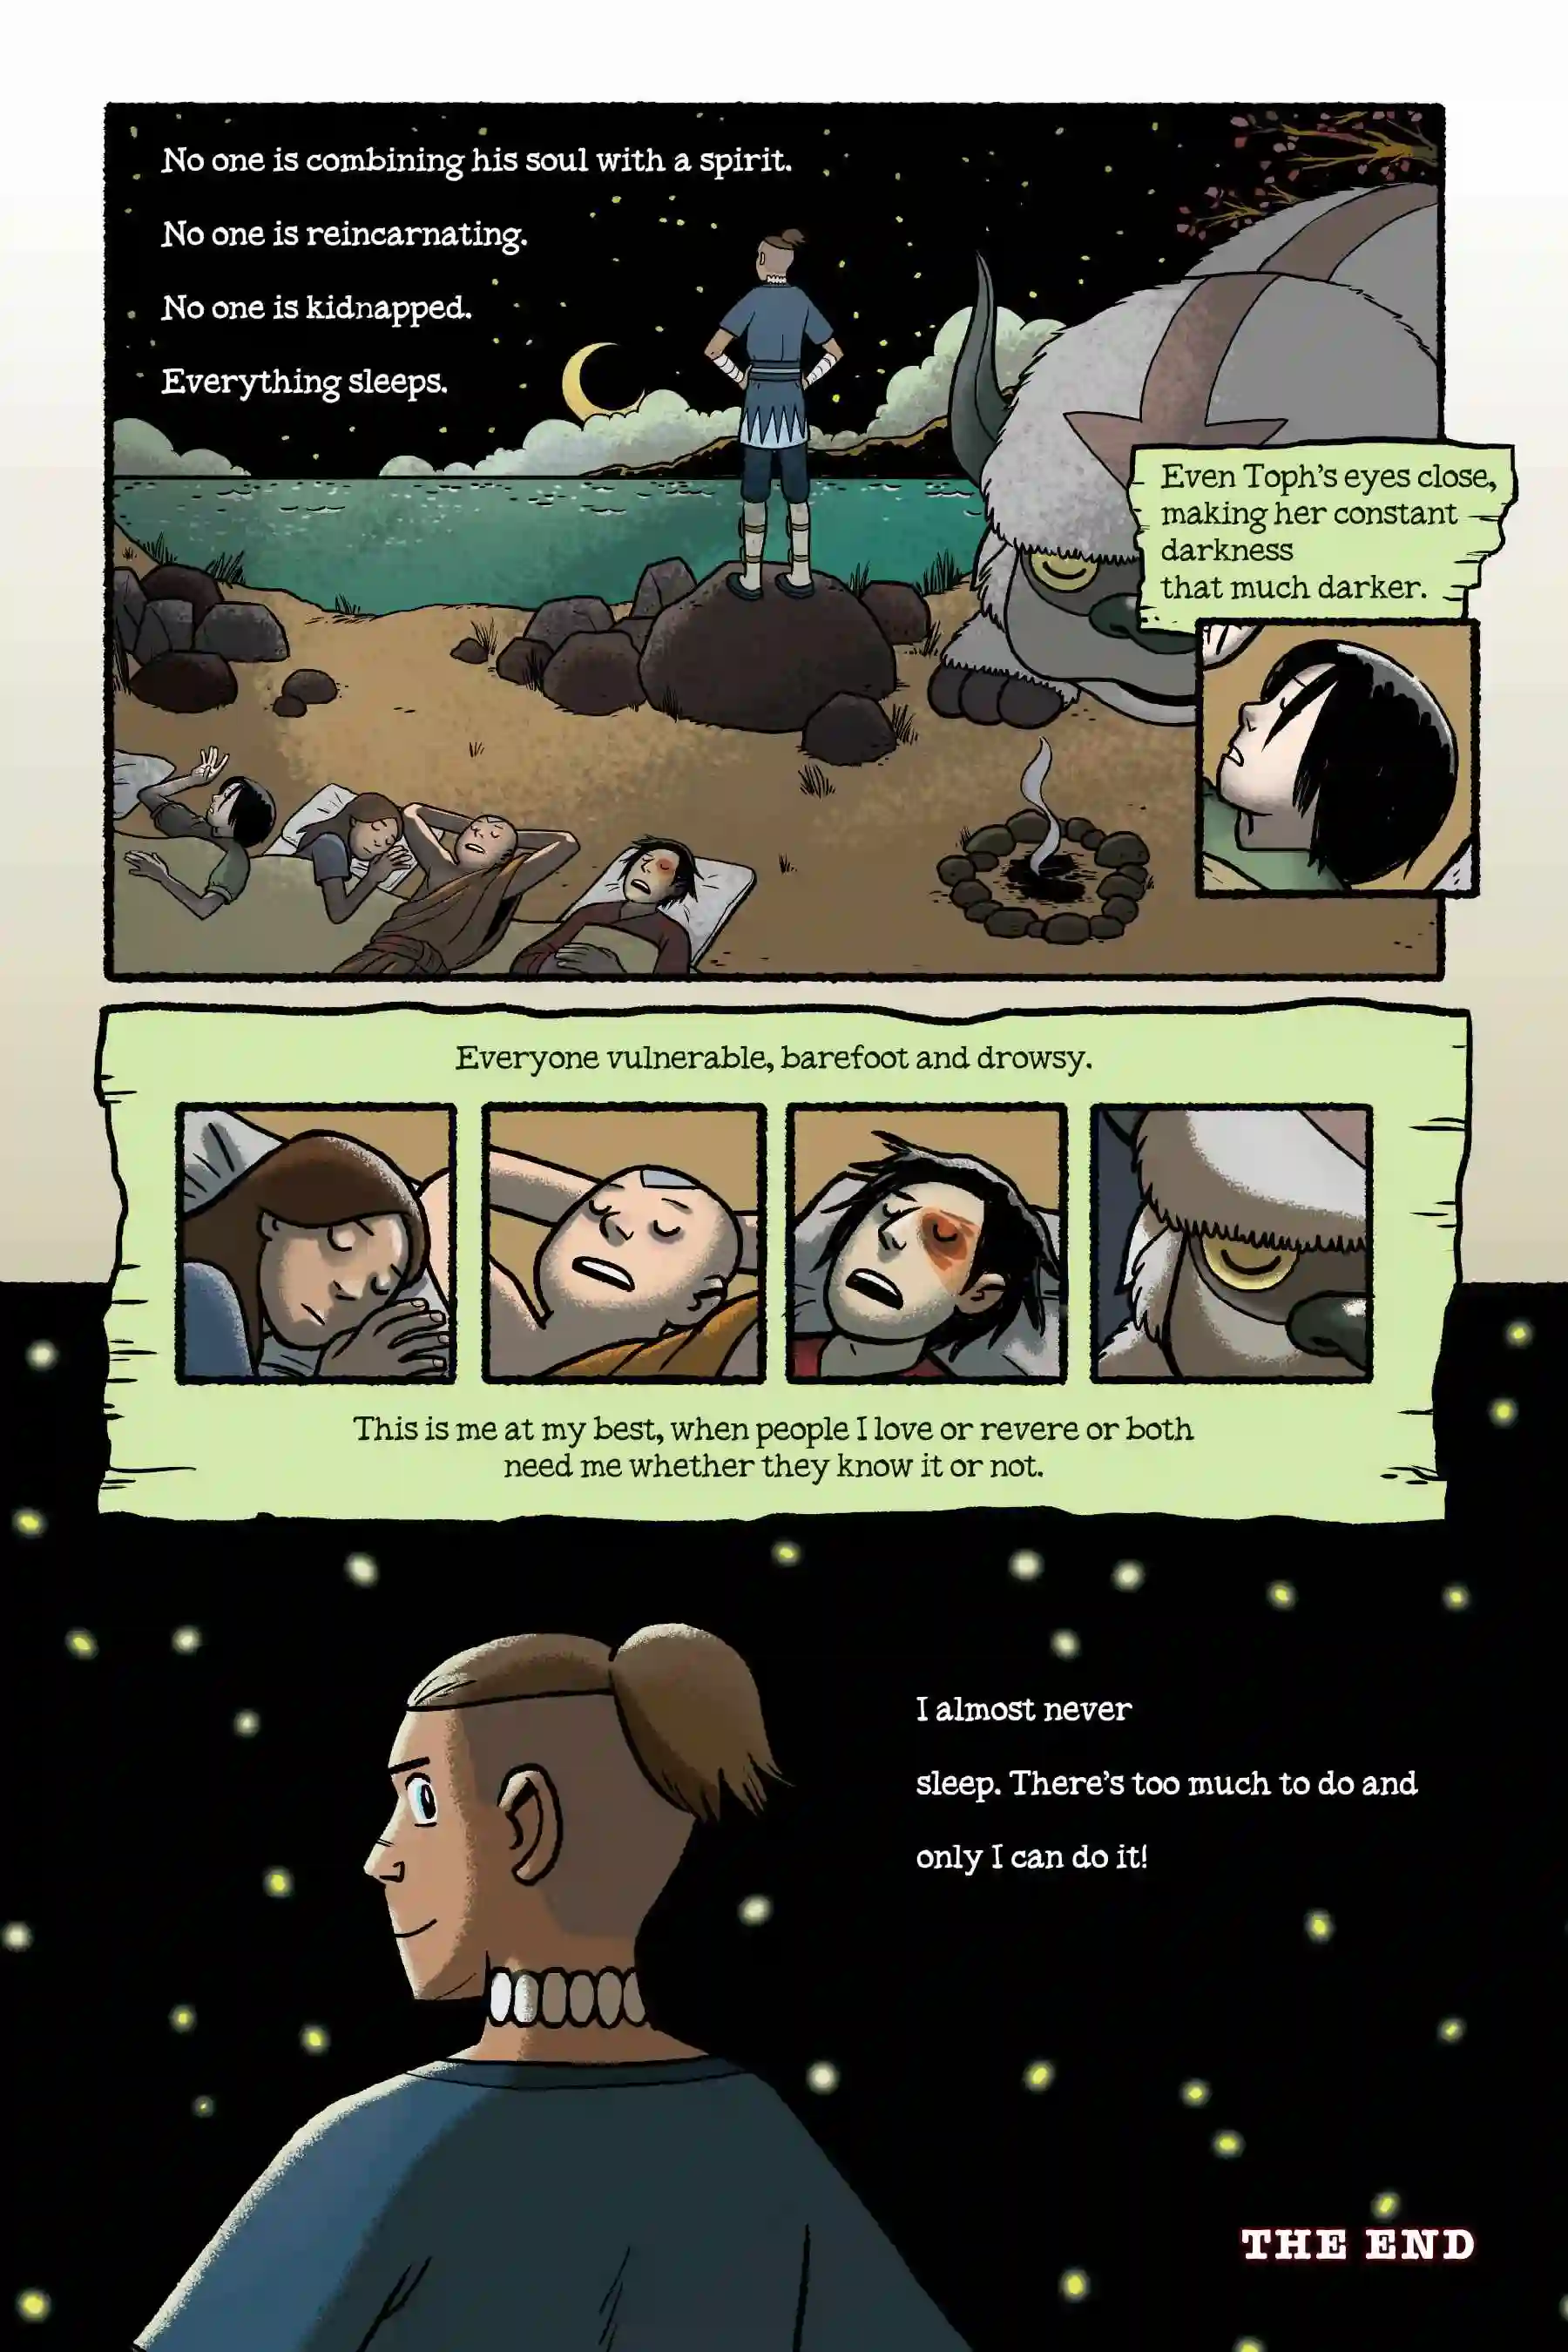 No one is combining his soul with a spirit.
No one is reincarnating.
No one is kidnapped.
Everything sleeps.
Even Toph's eyes close,
making her constant
darkness
that much darker.
Everyone vulnerable, barefoot and drowsy.
This is me at my best, when people I love or revere or both
need me whether they know it or not.
I almost never
sleep. There's too much to do and
only I can do it!
THE END